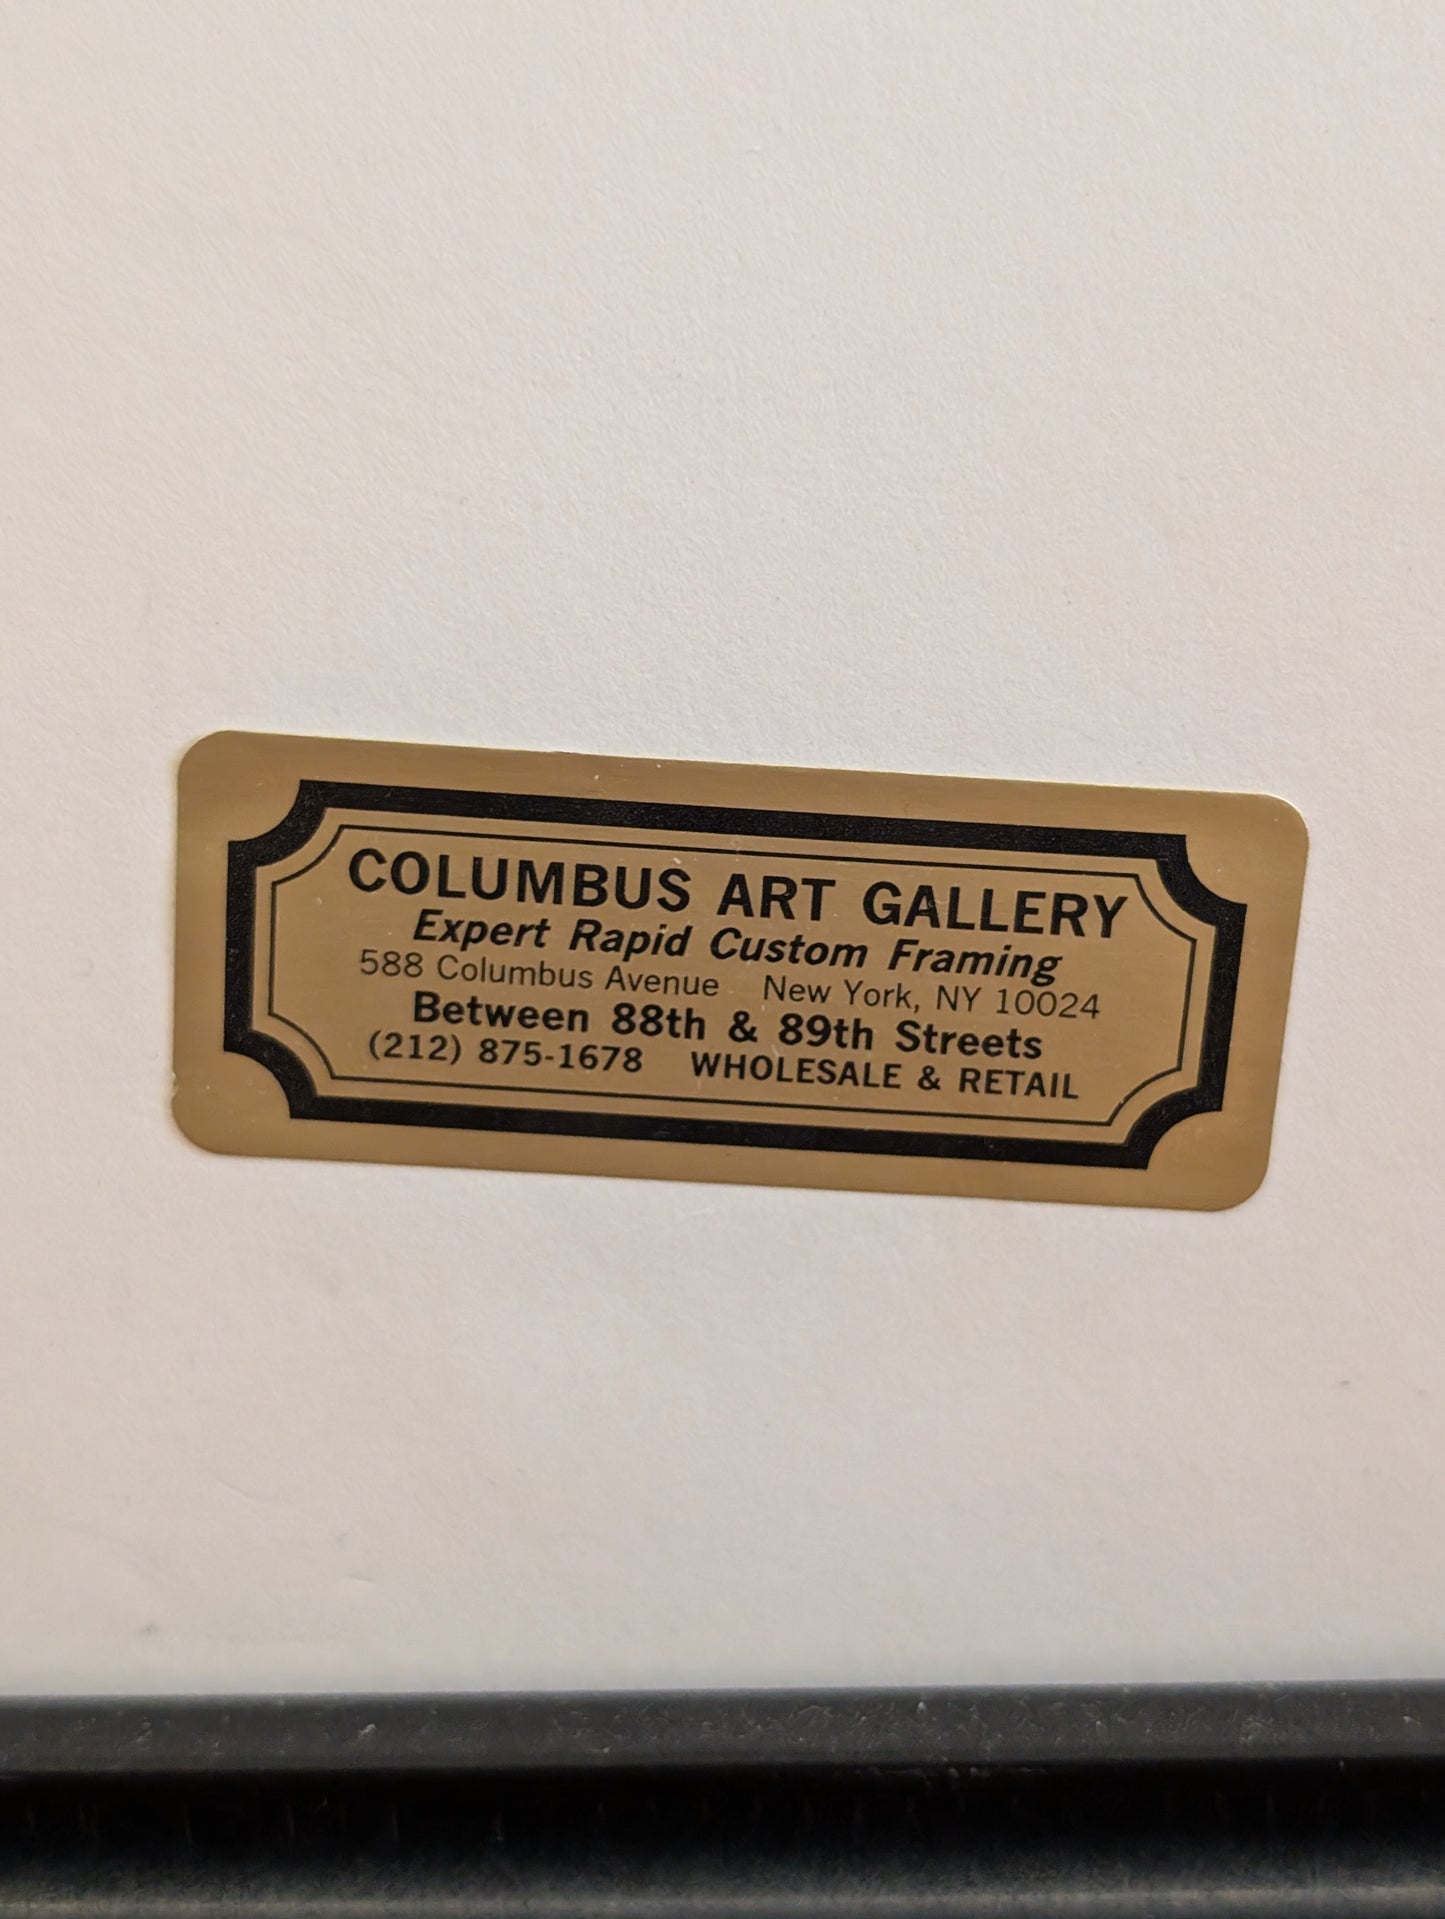 COLUMBUS ART GALLERY
Expert Rapid Custom Framing
588 Columbus Avenue New York, NY 10024
Between 88th & 89th Streets
(212) 875-1678 WHOLESALE & RETAIL